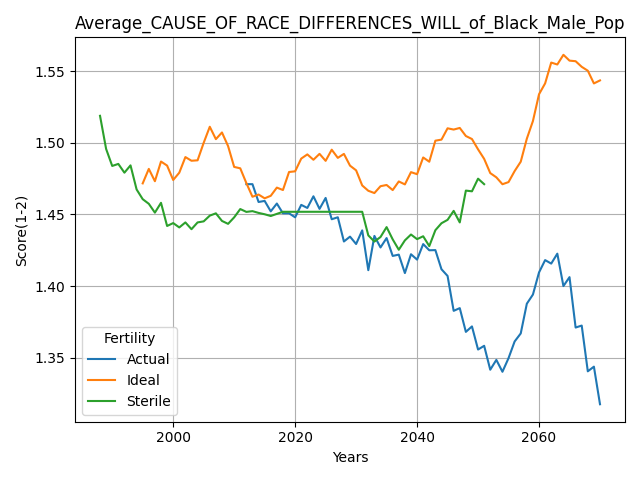 Average_CAUSE_OF_RACE_DIFFERENCES_WILL_of_Black_Male_Pop
Score(1-2)
1.55
1.50
1.45
1.40
1.35
Fertility
Actual
Ideal
Sterile
2000 2020 2040 2060
Years